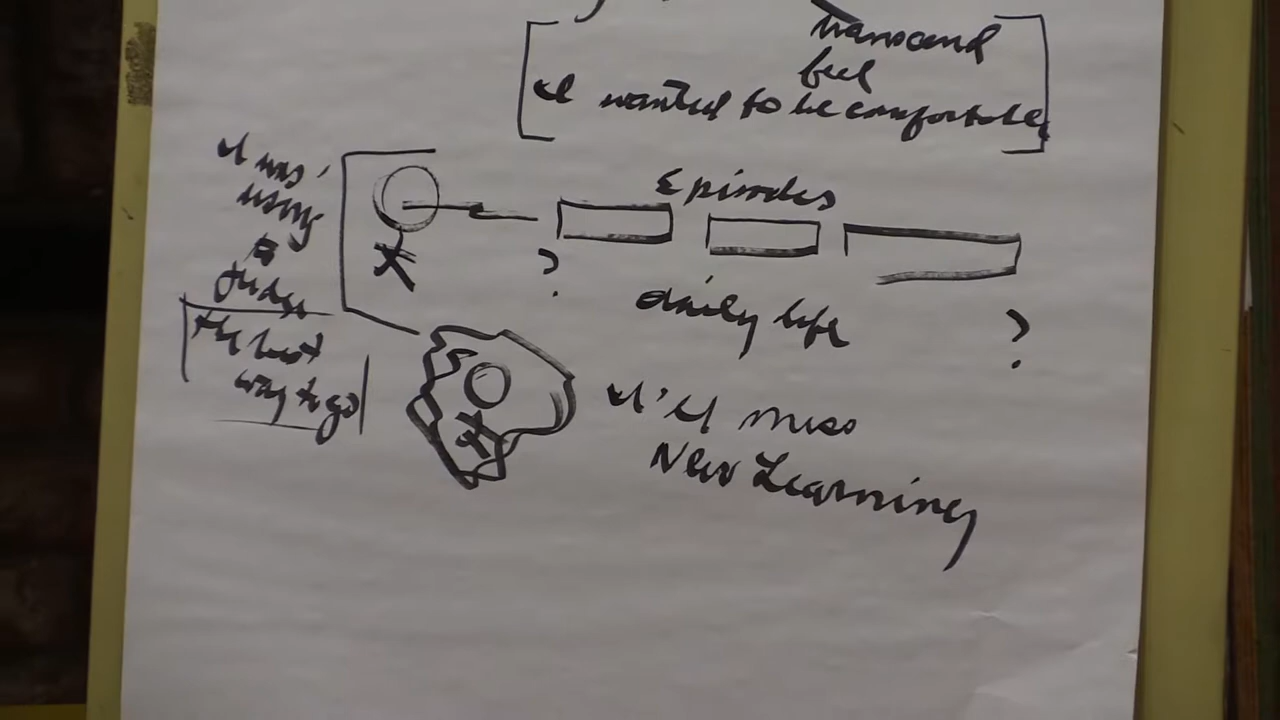 transcend
feel
I wanted to be comfortable
I was
using
a
judge
the best
way to go
Episodes
?
daily life
?
I'll miss
New Learning